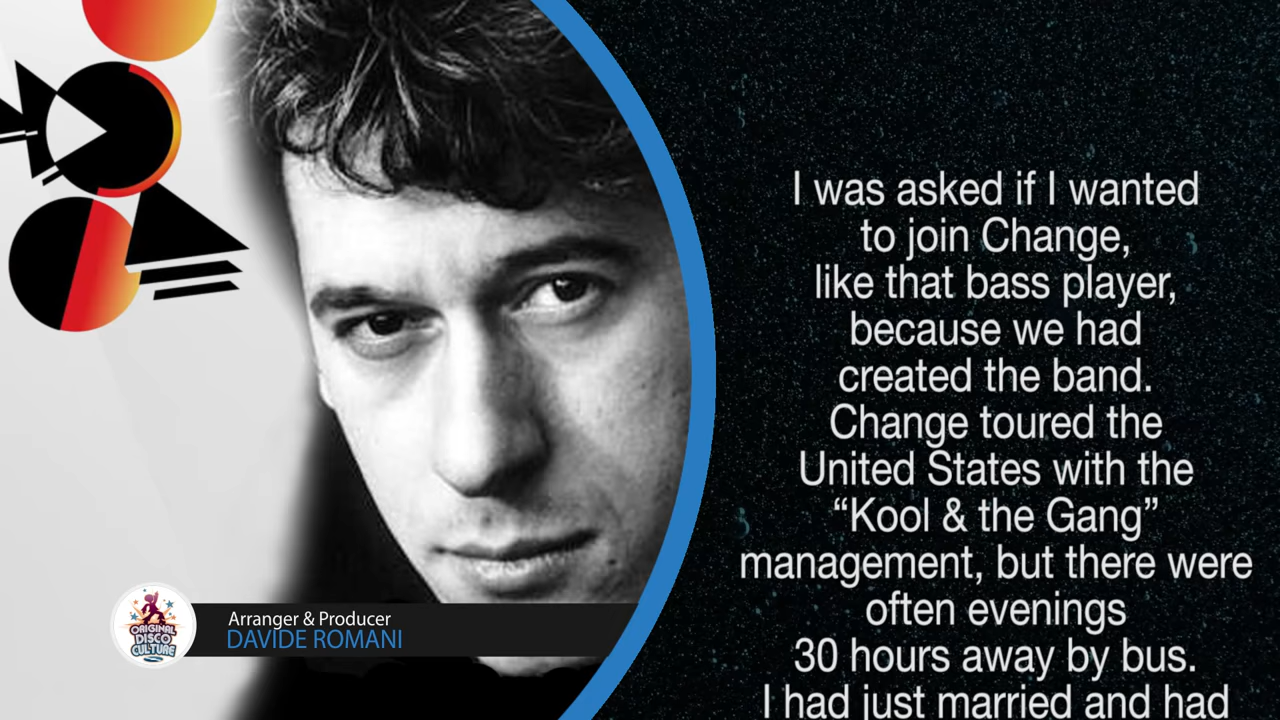 I was asked if I wanted
to join Change,
like that bass player,
because we had
created the band.
Change toured the
United States with the
“Kool & the Gang”
management, but there were
often evenings
30 hours away by bus.
I had just married and had
Arranger & Producer
DAVIDE ROMANI
ORIGINAL
DISCO
CULTURE